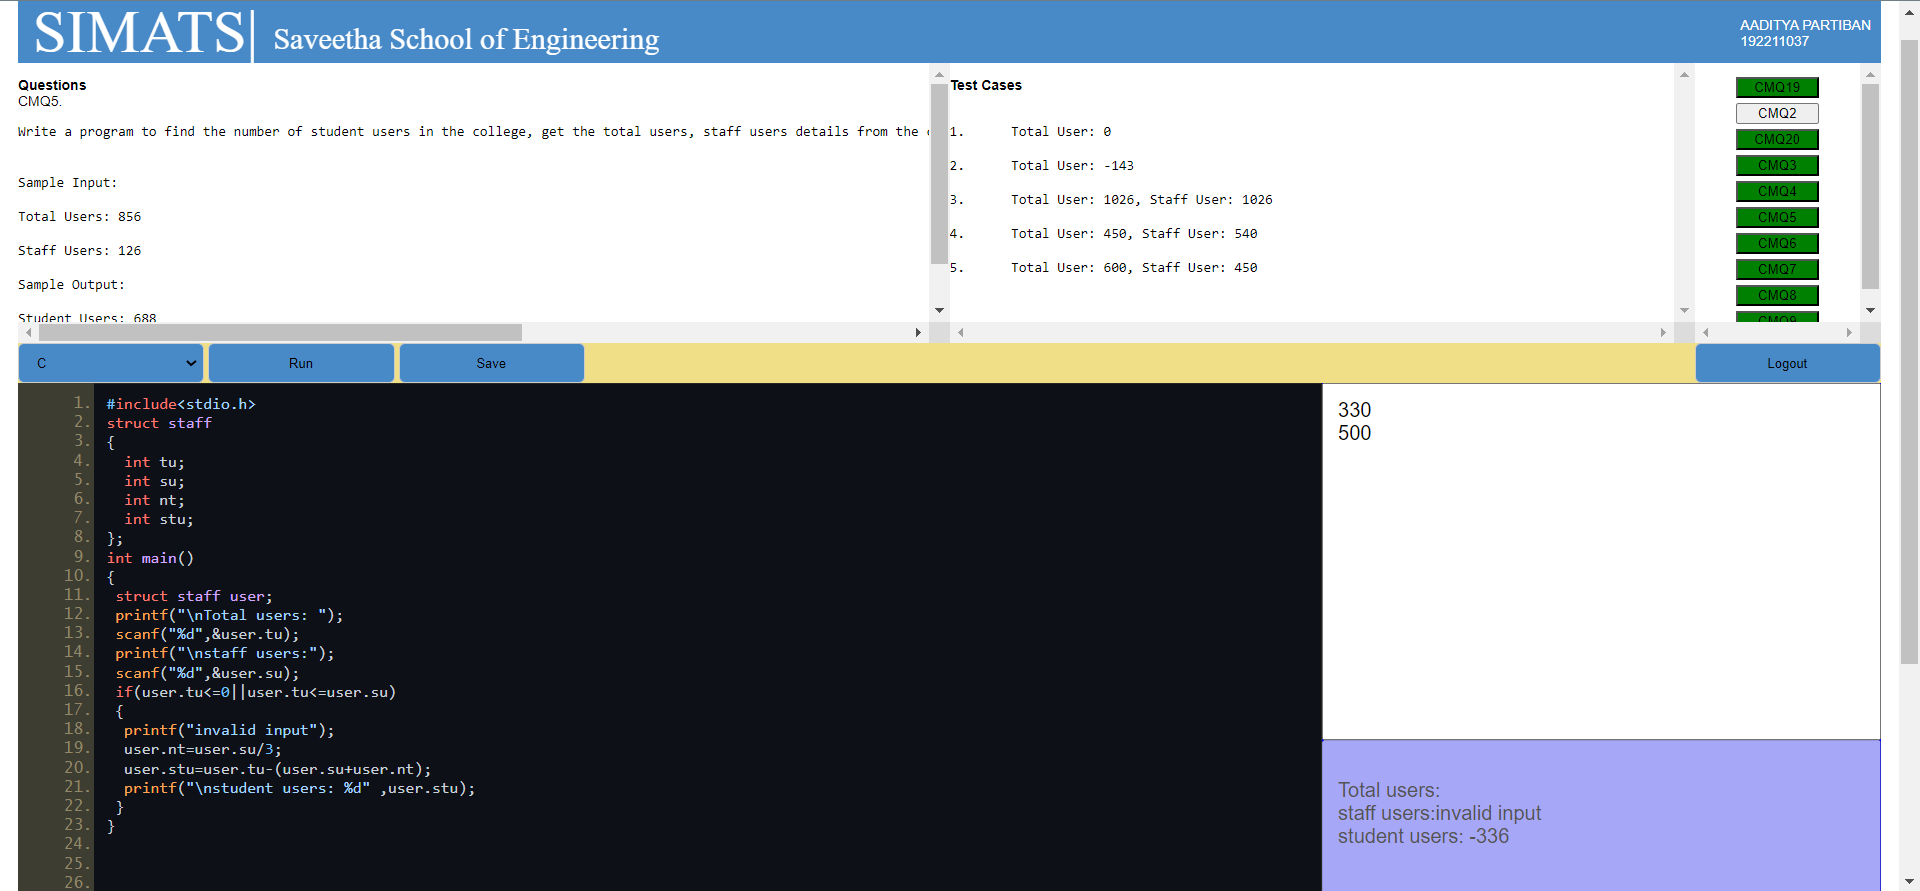 SIMATS
Saveetha School of Engineering
AADITYA PARTIBAN
192211037
Questions
CMQ5.
Write a program to find the number of student users in the college, get the total users, staff users details from the
Sample Input:
Total Users: 856
Staff Users: 126
Sample Output:
Student Users: 688
Test Cases
1. Total User: 0
2. Total User: -143
3. Total User: 1026, Staff User: 1026
4. Total User: 450, Staff User: 540
5. Total User: 600, Staff User: 450
CMQ19
CMQ2
CMQ20
CMQ3
CMQ4
CMQ5
CMQ6
CMQ7
CMQ8
CMQ9
C
Run
Save
Logout
1. #include<stdio.h>
2. struct staff
3. {
4. int tu;
5. int su;
6. int nt;
7. int stu;
8. };
9. int main()
10. {
11. struct staff user;
12. printf("\nTotal users: ");
13. scanf("%d",&user.tu);
14. printf("\nstaff users:");
15. scanf("%d",&user.su);
16. if(user.tu<=0||user.tu<=user.su)
17. {
18. printf("invalid input");
19. user.nt=user.su/3;
20. user.stu=user.tu-(user.su+user.nt);
21. printf("\nstudent users: %d" ,user.stu);
22. }
23. }
24.
25.
26.
330
500
Total users:
staff users:invalid input
student users: -336